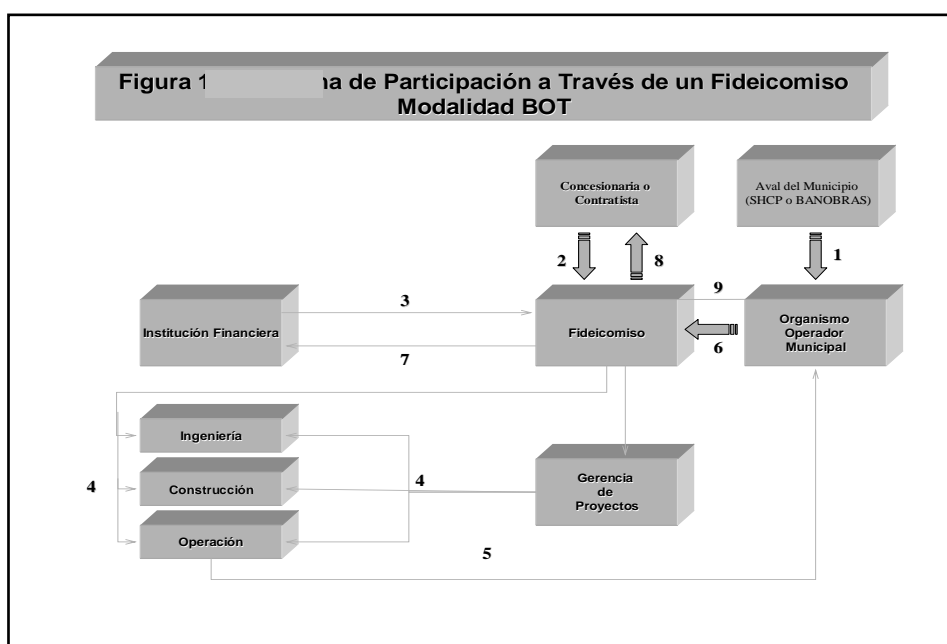 Figura 1 de Participación a Través de un Fideicomiso
Modalidad BOT
Concesionaria o
Contratista
Aval del Municipio
(SHCP o BANOBRAS)
2
8
1
3
9
Institución Financiera
Fideicomiso
Organismo
Operador
Municipal
7
6
Ingeniería
4
Construcción
4
Gerencia
de
Proyectos
Operación
5